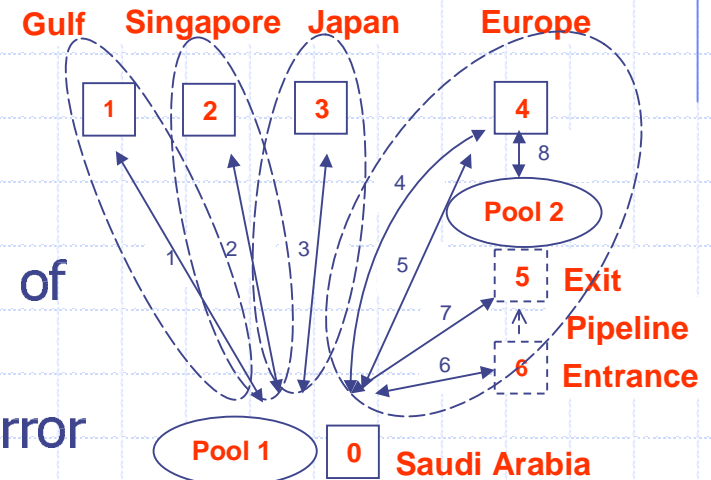 Gulf Singapore Japan Europe
1 2 3 4
8
4
Pool 2
1 2 3 5
of
5 Exit
7
Pipeline
6 6 Entrance
rror
Pool 1 0 Saudi Arabia